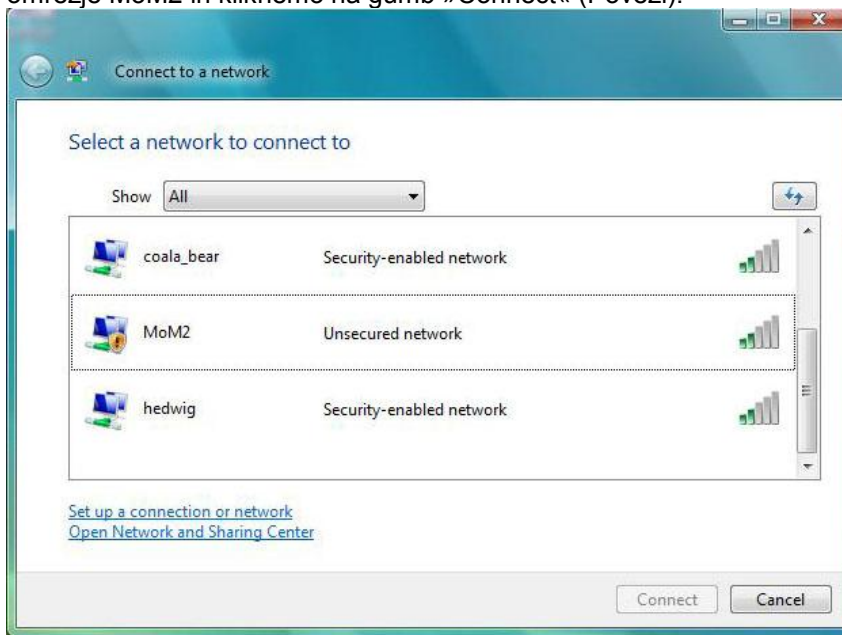 omrežje MoM2 in kliknemo na gumb »Connect« (Poveži).
Connect to a network
Select a network to connect to
Show All
coala_bear Security-enabled network
MoM2 Unsecured network
hedwig Security-enabled network
Set up a connection or network
Open Network and Sharing Center
Connect Cancel